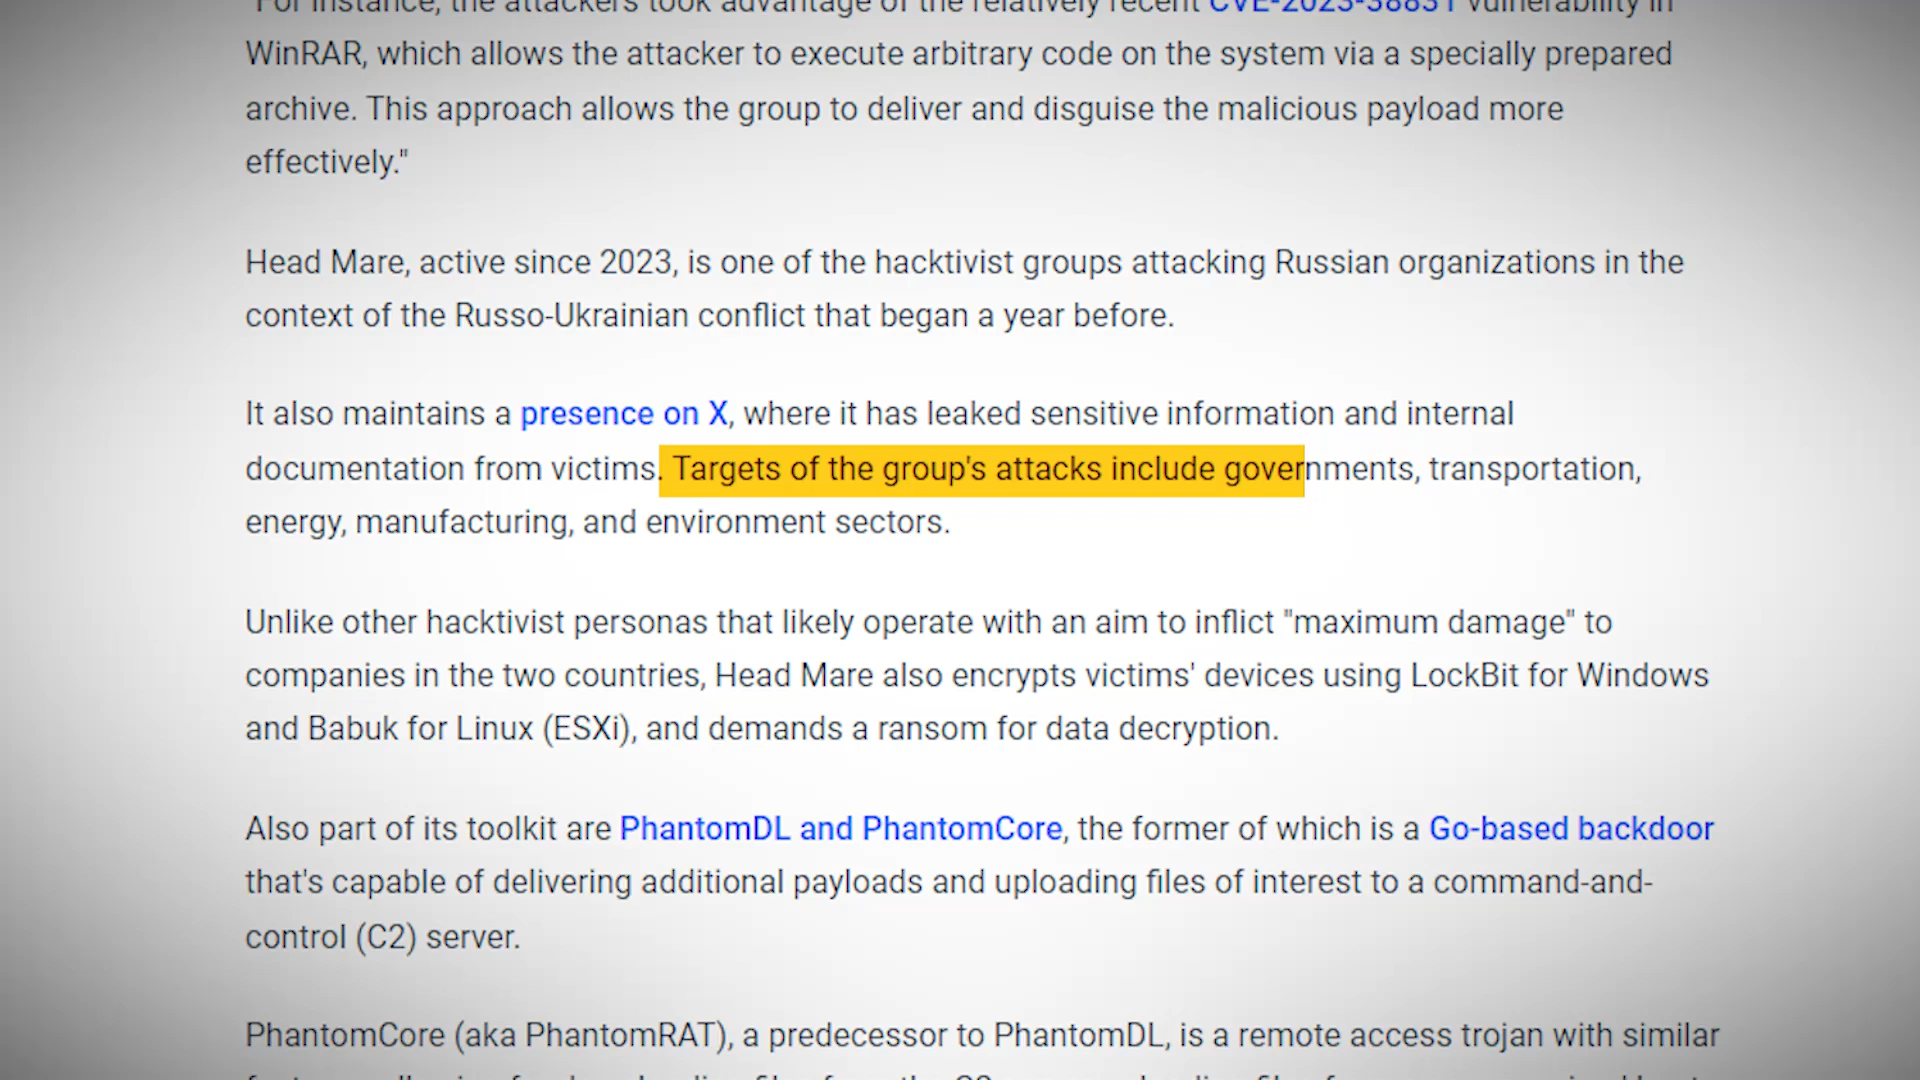 "For instance, the attackers took advantage of the relatively recent CVE-2023-38831 vulnerability in
WinRAR, which allows the attacker to execute arbitrary code on the system via a specially prepared
archive. This approach allows the group to deliver and disguise the malicious payload more
effectively."
Head Mare, active since 2023, is one of the hacktivist groups attacking Russian organizations in the
context of the Russo-Ukrainian conflict that began a year before.
It also maintains a presence on X, where it has leaked sensitive information and internal
documentation from victims. Targets of the group's attacks include governments, transportation,
energy, manufacturing, and environment sectors.
Unlike other hacktivist personas that likely operate with an aim to inflict "maximum damage" to
companies in the two countries, Head Mare also encrypts victims' devices using LockBit for Windows
and Babuk for Linux (ESXi), and demands a ransom for data decryption.
Also part of its toolkit are PhantomDL and PhantomCore, the former of which is a Go-based backdoor
that's capable of delivering additional payloads and uploading files of interest to a command-and-
control (C2) server.
PhantomCore (aka PhantomRAT), a predecessor to PhantomDL, is a remote access trojan with similar